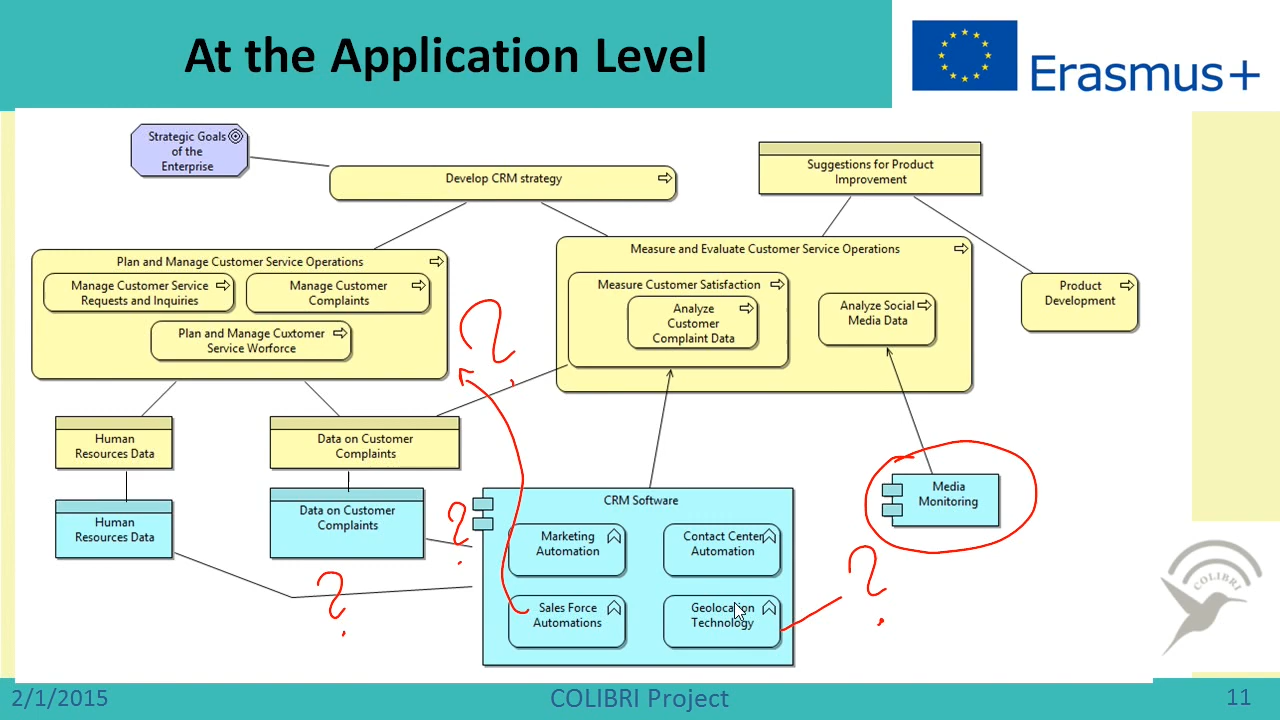 At the Application Level
Erasmus+
Strategic Goals
of the
Enterprise
Develop CRM strategy
Suggestions for Product
Improvement
Plan and Manage Customer Service Operations
Manage Customer Service
Requests and Inquiries
Manage Customer
Complaints
Plan and Manage Cuxtomer
Service Worforce
Measure and Evaluate Customer Service Operations
Measure Customer Satisfaction
Analyze
Customer
Complaint Data
Analyze Social
Media Data
Product
Development
?
Human
Resources Data
Data on Customer
Complaints
Human
Resources Data
Data on Customer
Complaints
?
?
CRM Software
Marketing
Automation
Contact Center
Automation
Sales Force
Automations
Geolocation
Technology
Media
Monitoring
?
COLIBRI
2/1/2015
COLIBRI Project
11